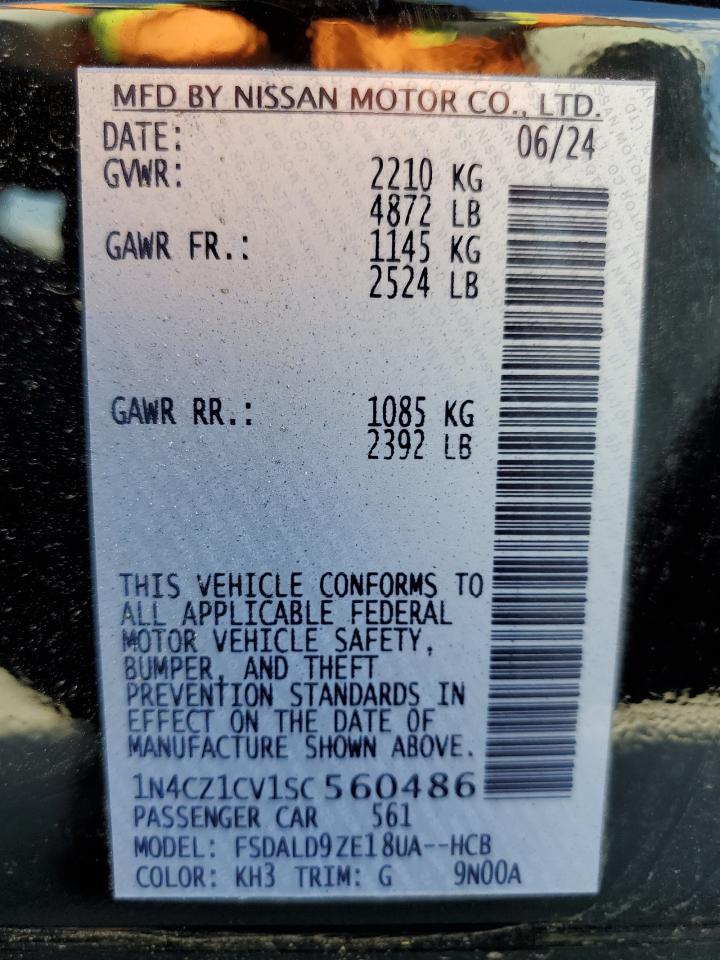 MFD BY NISSAN MOTOR CO., LTD.
DATE: 06/24
GVWR: 2210 KG
4872 LB
GAWR FR.: 1145 KG
2524 LB
GAWR RR.: 1085 KG
2392 LB
THIS VEHICLE CONFORMS TO
ALL APPLICABLE FEDERAL
MOTOR VEHICLE SAFETY,
BUMPER, AND THEFT
PREVENTION STANDARDS IN
EFFECT ON THE DATE OF
MANUFACTURE SHOWN ABOVE.
1N4CZ1CV1SC560486
PASSENGER CAR 561
MODEL: FSDALD9ZE18UA--HCB
COLOR: KH3 TRIM: G 9N00A